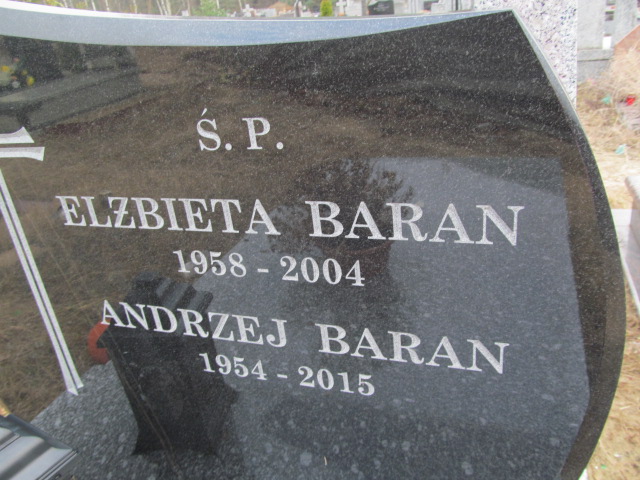 Ś. P.
ELŻBIETA BARAN
1958 - 2004
ANDRZEJ BARAN
1954 - 2015